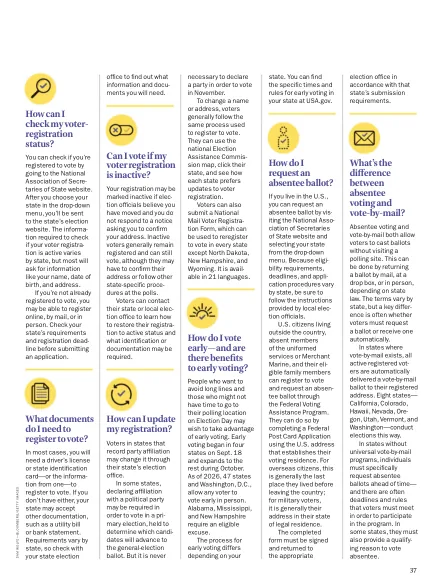 How can I
check my voter-
registration
status?
You can check if you're
registered to vote by
going to the National
Association of Secre-
taries of State website.
After you choose your
state in the drop-down
menu, you'll be sent
to the state's election
website. The informa-
tion required to check
if your voter registra-
tion is active varies
by state, but most will
ask for information
like your name, date of
birth, and address.
If you're not already
registered to vote, you
may be able to register
online, by mail, or in
person. Check your
state's requirements
and registration dead-
line before submitting
an application.
What documents
do I need to
register to vote?
In most cases, you will
need a driver's license
or state identification
card—or the infor-
mation from one—to
register to vote. If you
don't have either, your
state may accept
other documentation,
such as a utility bill
or bank statement.
Requirements vary by
state, so check with
your state election
office to find out what
information and docu-
ments you will need.
Can I vote if my
voter registration
is inactive?
Your registration may be
marked inactive if elec-
tion officials believe you
have moved and you do
not respond to a notice
asking you to confirm
your address. Inactive
voters generally remain
registered and can still
vote, although they may
have to confirm their
address or follow other
state-specific proce-
dures at the polls.
Voters can contact
their state or local elec-
tion office to learn how
to restore their registra-
tion to active status and
what identification or
documentation may be
required.
How can I update
my registration?
Voters in states that
record party affiliation
may change it through
their state's election
office.
In some states,
declaring affiliation
with a political party
may be required in
order to vote in a pri-
mary election, held to
determine which can-
didates will advance to
the general-election
ballot. But it is never
necessary to declare
a party in order to vote
in November.
To change a name
or address, voters
generally follow the
same process used
to register to vote.
They can use the
national Election
Assistance Commis-
sion map, click their
state, and see how
each state prefers
updates to voter
registration.
Voters can also
submit a National
Mail Voter Registra-
tion Form, which can
be used to reregister
to vote in every state
except North Dakota,
New Hampshire, and
Wyoming. It is avail-
able in 21 languages.
How do I vote
early—and are
there benefits
to early voting?
People who want to
avoid long lines and
those who might not
have time to go to
their polling location
on Election Day may
wish to take advantage
of early voting. Early
voting began in four
states on Sept. 18
and expands to the
rest during October.
As of 2026, 47 states
and Washington, D.C.,
allow any voter to
vote early in person.
Alabama, Mississippi,
and New Hampshire
require an eligible
excuse.
The process for
early voting differs
depending on your
state. You can find
the specific times and
rules for early voting in
your state at USA.gov.
How do I
request an
absentee ballot?
If you live in the U.S.,
you can request an
absentee ballot by vis-
iting the National Asso-
ciation of Secretaries
of State website and
selecting your state
from the drop-down
menu. Because elig-
ibility requirements,
deadlines, and appli-
cation procedures vary
by state, be sure to
follow the instructions
provided by local elec-
tion officials.
U.S. citizens living
outside the country,
absent members
of the uniformed
services or Merchant
Marine, and their eli-
gible family members
can register to vote
and request an absen-
tee ballot through
the Federal Voting
Assistance Program.
They can do so by
completing a Federal
Post Card Application
using the U.S. address
that establishes their
voting residence. For
overseas citizens, this
is generally the last
place they lived before
leaving the country;
for military voters,
it is generally their
address in their state
of legal residence.
The completed
form must be signed
and returned to
the appropriate
election office in
accordance with that
state's submission
requirements.
What's the
difference
between
absentee
voting and
vote-by-mail?
Absentee voting and
vote-by-mail both allow
voters to cast ballots
without visiting a
polling site. This can
be done by returning
a ballot by mail, at a
drop box, or in person,
depending on state
law. The terms vary by
state, but a key differ-
ence is often whether
voters must request
a ballot or receive one
automatically.
In states where
vote-by-mail exists, all
active registered vot-
ers are automatically
delivered a vote-by-mail
ballot to their registered
address. Eight states—
California, Colorado,
Hawaii, Nevada, Ore-
gon, Utah, Vermont, and
Washington—conduct
elections this way.
In states without
universal vote-by-mail
programs, individuals
must specifically
request absentee
ballots ahead of time—
and there are often
deadlines and rules
that voters must meet
in order to participate
in the program. In
some states, they must
also provide a qualify-
ing reason to vote
absentee.
37